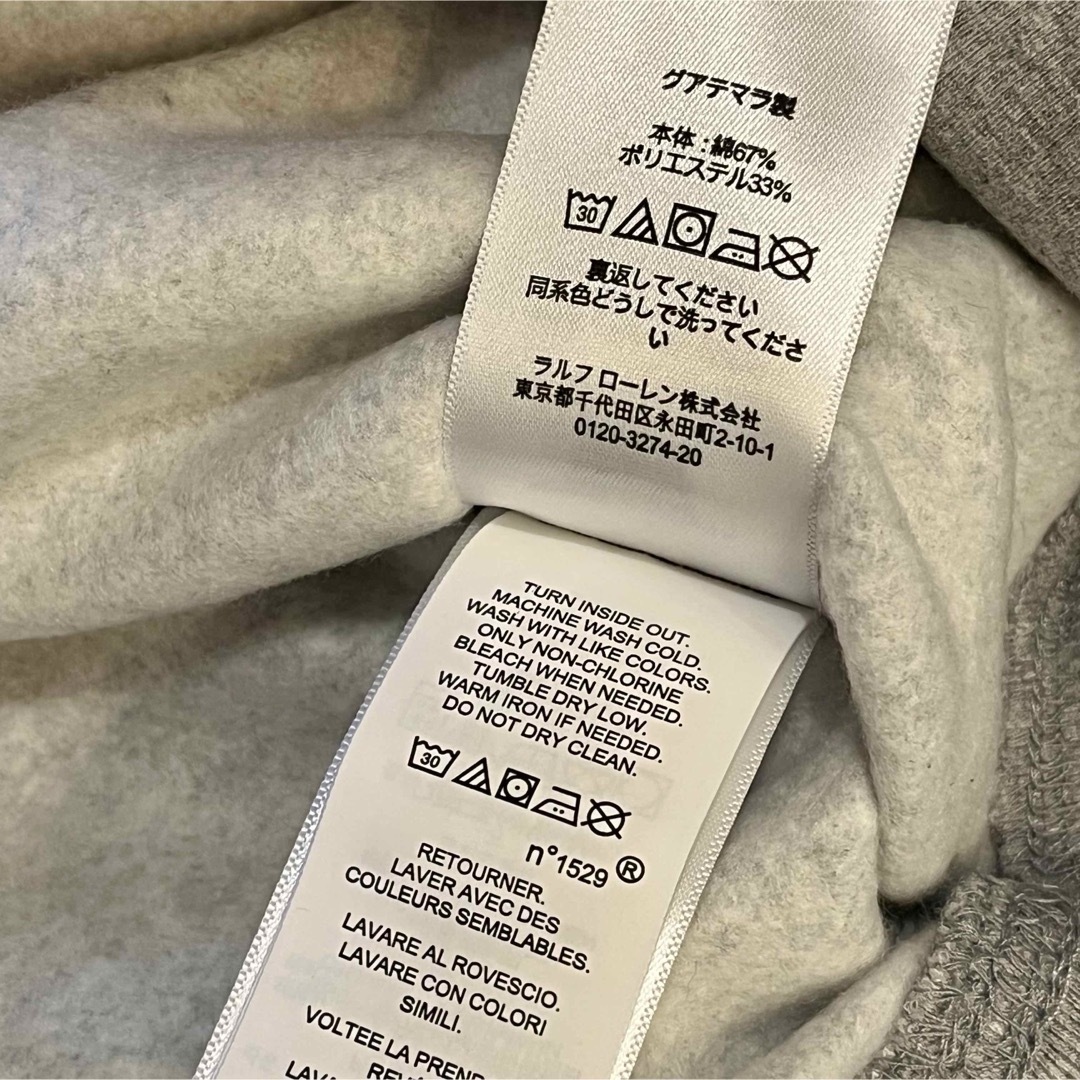 グアテマラ製
本体 : 綿67%
ポリエステル33%
30
裏返してください
同系色どうしで洗ってくださ
い
ラルフ ローレン株式会社
東京都千代田区永田町2-10-1
0120-3274-20
TURN INSIDE OUT.
MACHINE WASH COLD.
WASH WITH LIKE COLORS.
ONLY NON-CHLORINE
BLEACH WHEN NEEDED.
TUMBLE DRY LOW.
WARM IRON IF NEEDED.
DO NOT DRY CLEAN.
30
n°1529 ®
RETOURNER.
LAVER AVEC DES
COULEURS SEMBLABLES.
LAVARE AL ROVESCIO.
LAVARE CON COLORI
SIMILI.
VOLTEE LA PREND